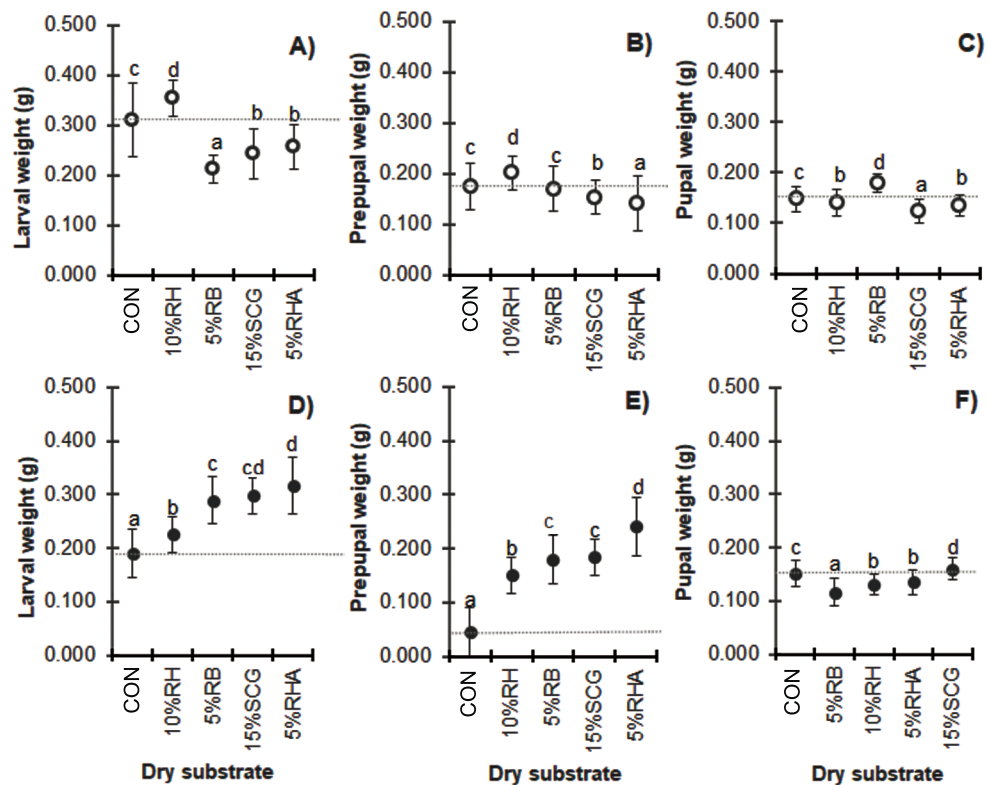 A)
Larval weight (g)
0.500
0.400
0.300
0.200
0.100
0.000
c
d
a
b
b
CON
10%RH
5%RB
15%SCG
5%RHA
B)
Prepupal weight (g)
0.500
0.400
0.300
0.200
0.100
0.000
c
d
c
b
a
CON
10%RH
5%RB
15%SCG
5%RHA
C)
Pupal weight (g)
0.500
0.400
0.300
0.200
0.100
0.000
c
b
d
a
b
CON
10%RH
5%RB
15%SCG
5%RHA
D)
Larval weight (g)
0.500
0.400
0.300
0.200
0.100
0.000
a
b
c
cd
d
CON
10%RH
5%RB
15%SCG
5%RHA
Dry substrate
E)
Prepupal weight (g)
0.500
0.400
0.300
0.200
0.100
0.000
a
b
c
c
d
CON
10%RH
5%RB
15%SCG
5%RHA
Dry substrate
F)
Pupal weight (g)
0.500
0.400
0.300
0.200
0.100
0.000
c
a
b
b
d
CON
5%RB
10%RH
5%RHA
15%SCG
Dry substrate